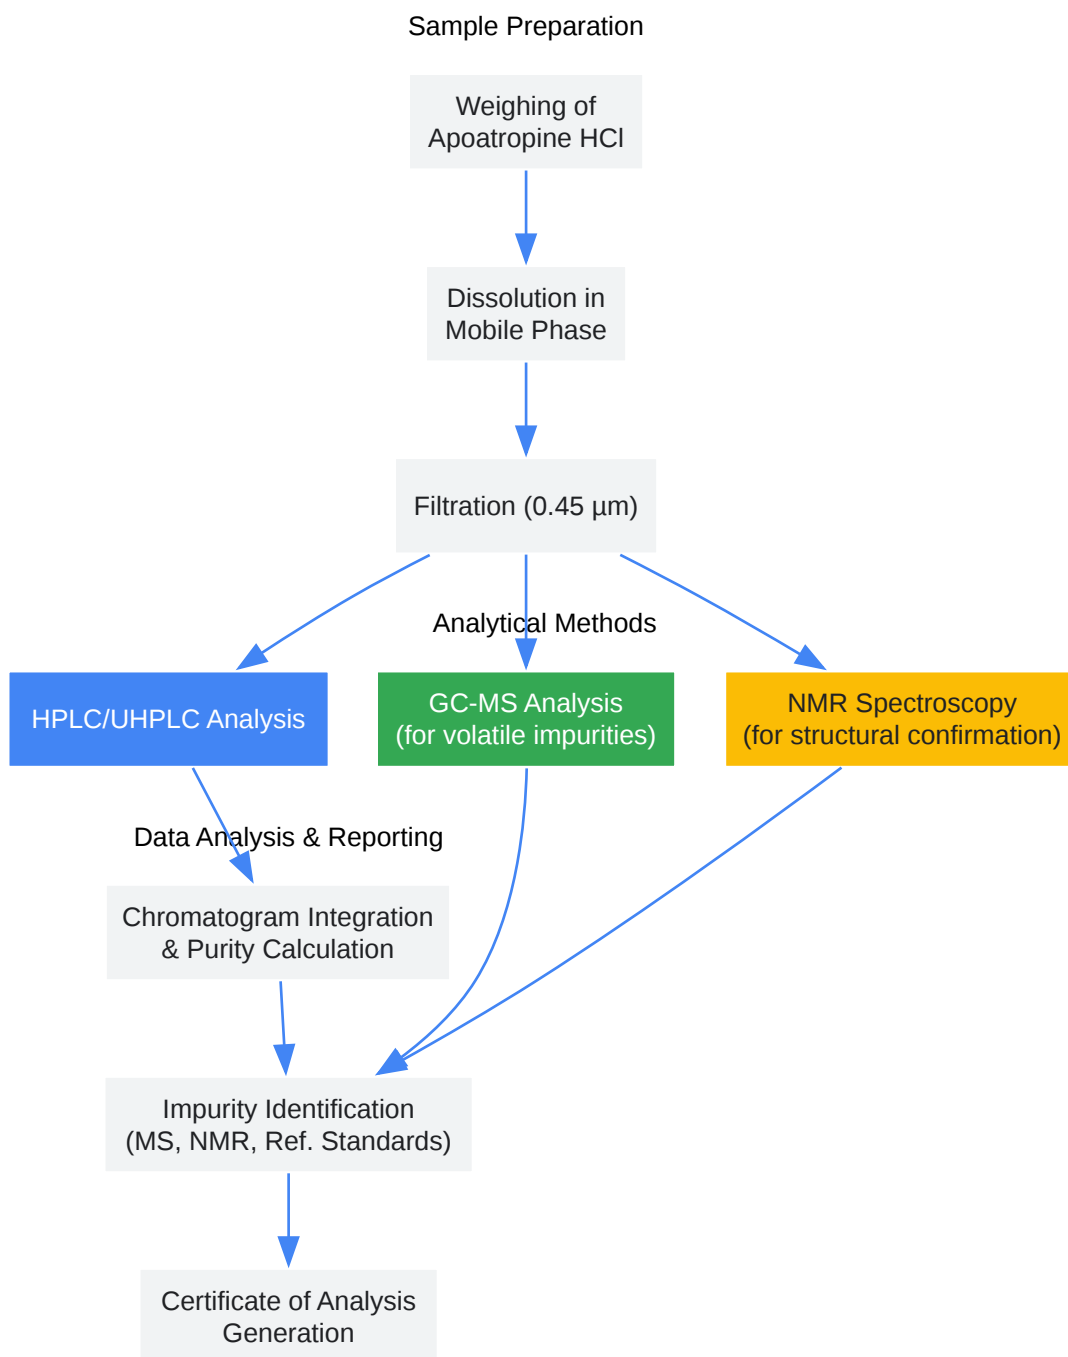 Sample Preparation
Weighing of
Apoatropine HCl
Dissolution in
Mobile Phase
Filtration (0.45 µm)
Analytical Methods
HPLC/UHPLC Analysis
GC-MS Analysis
(for volatile impurities)
NMR Spectroscopy
(for structural confirmation)
Data Analysis & Reporting
Chromatogram Integration
& Purity Calculation
Impurity Identification
(MS, NMR, Ref. Standards)
Certificate of Analysis
Generation